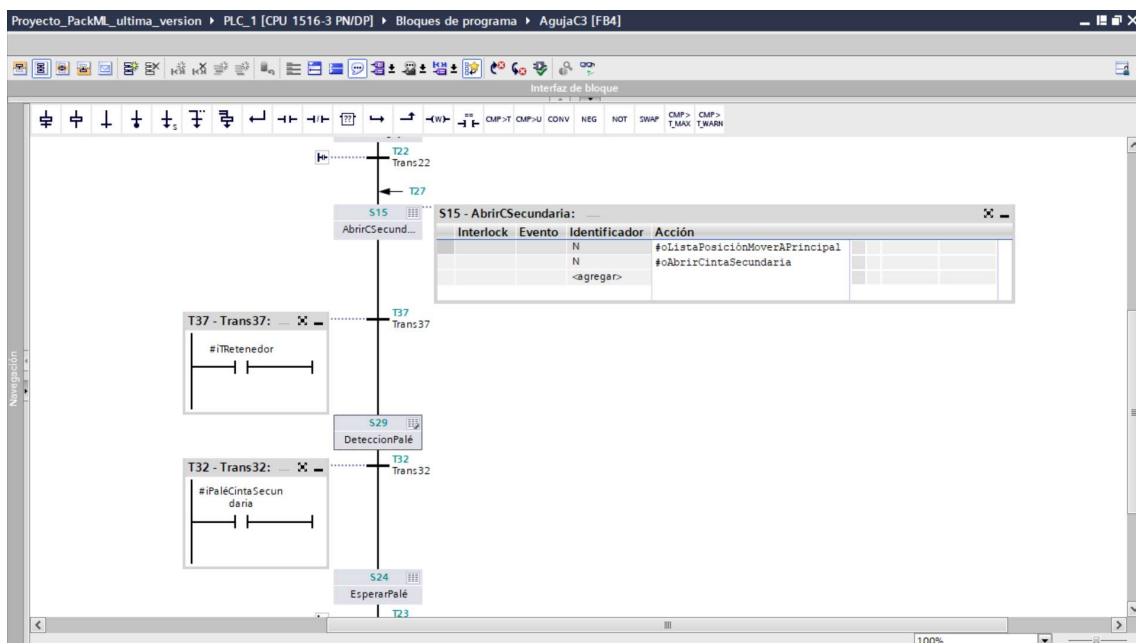 Proyecto_PackML_ultima_version ▸ PLC_1 [CPU 1516-3 PN/DP] ▸ Bloques de programa ▸ AgujaC3 [FB4]
Interfaz de bloque
CMP>T CMP>U CONV NEG NOT SWAP CMP> T_MAX CMP> T_WARN
T22
Trans22
T27
S15
AbrirCSecund...
S15 - AbrirCSecundaria:
Interlock Evento Identificador Acción
N #oListaPosiciónMoverAPrincipal
N #oAbrirCintaSecundaria
<agregar>
T37 - Trans37:
#iTRetenedor
T37
Trans37
S29
DeteccionPalé
T32 - Trans32:
#iPaléCintaSecun
daria
T32
Trans32
S24
EsperarPalé
T23
Navegación
100%